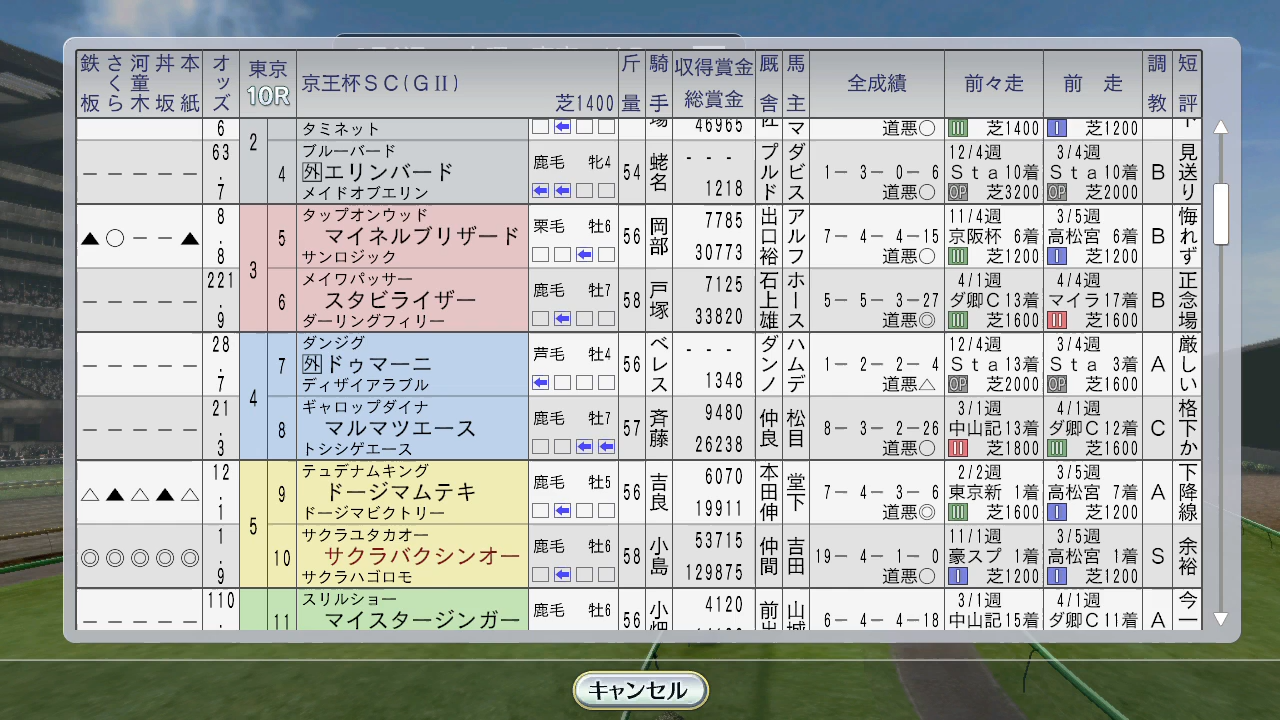 鉄板 さくら 河童木 丼坂 本紙 オッズ 東京 10R 京王杯ＳＣ(ＧⅡ) 芝1400 斤量 騎手 収得賞金 総賞金 厩舎 馬主 全成績 前々走 前 走 調教 短評
6 2 タミネット 46965 マ 道悪○ Ⅲ 芝1400 Ⅰ 芝1200
－ － － － － 63.7 4 ブルーバード
外 エリンバード 鹿毛 牝4 54 蛯名 - - - 1218 プルド ダビス 1－ 3－ 0－ 6 道悪○ 12/4週 Ｓｔａ10着 OP 芝3200 3/4週 Ｓｔａ10着 OP 芝2000 B 見送り
メイドオブエリン
▲ ○ － － ▲ 8.8 3 5 タップオンウッド
マイネルブリザード 栗毛 牡6 56 岡部 7785 30773 出口裕 アルフ 7－ 4－ 4－15 道悪○ 11/4週 京阪杯 6着 Ⅲ 芝1200 3/5週 高松宮 6着 Ⅰ 芝1200 B 悔れず
サンロジック
－ － － － － 221.9 6 メイワパッサー
スタビライザー 鹿毛 牡7 58 戸塚 7125 33820 石上雄 ホース 5－ 5－ 3－27 道悪◎ 4/1週 ダ卿Ｃ13着 Ⅲ 芝1600 4/4週 マイラ17着 Ⅱ 芝1600 B 正念場
ダーリングフィリー
－ － － － － 28.7 4 7 ダンジグ
外 ドゥマーニ 芦毛 牡4 56 ペレス - - - 1348 ダンノ ハムデ 1－ 2－ 2－ 4 道悪△ 12/4週 Ｓｔａ13着 OP 芝2000 3/4週 Ｓｔａ 3着 OP 芝1600 A 厳しい
ディザイアラブル
－ － － － － 21.3 8 ギャロップダイナ
マルマツエース 鹿毛 牡7 57 斉藤 9480 26238 仲良 松目 8－ 3－ 2－26 道悪○ 3/1週 中山記13着 Ⅱ 芝1800 4/1週 ダ卿Ｃ12着 Ⅲ 芝1600 C 格下か
トシシゲエース
△ ▲ △ ▲ △ 12.1 5 9 テュデナムキング
ドージマムテキ 鹿毛 牡5 56 吉良 6070 19911 本田伸 堂下 7－ 4－ 3－ 6 道悪◎ 2/2週 東京新 1着 Ⅲ 芝1600 3/5週 高松宮 7着 Ⅰ 芝1200 A 下降線
ドージマビクトリー
◎ ◎ ◎ ◎ ◎ 1.9 10 サクラユタカオー
サクラバクシンオー 鹿毛 牡6 58 小島 53715 129875 仲間 吉田 19－ 4－ 1－ 0 道悪○ 11/1週 豪スプ 1着 Ⅰ 芝1200 3/5週 高松宮 1着 Ⅰ 芝1200 S 余裕
サクラハゴロモ
－ － － － － 110. 11 スリルショー
マイスタージンガー 鹿毛 牡6 56 小畑 4120 前出 山城 6－ 4－ 4－18 3/1週 中山記15着 4/1週 ダ卿Ｃ11着 A 今一
キャンセル